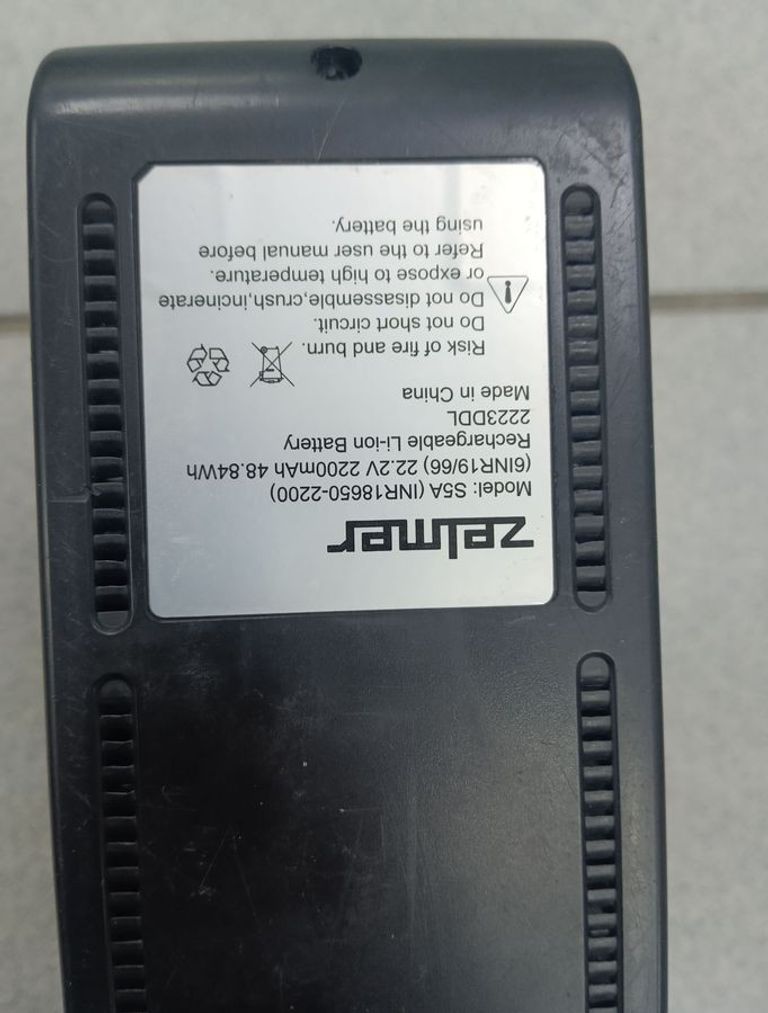 zelmer
Model: S5A (INR18650-2200)
(6INR19/66) 22.2V 2200mAh 48.84Wh
Rechargeable Li-ion Battery
2223DDL
Made in China
Risk of fire and burn.
Do not short circuit.
Do not disassemble,crush,incinerate
or expose to high temperature.
Refer to the user manual before
using the battery.